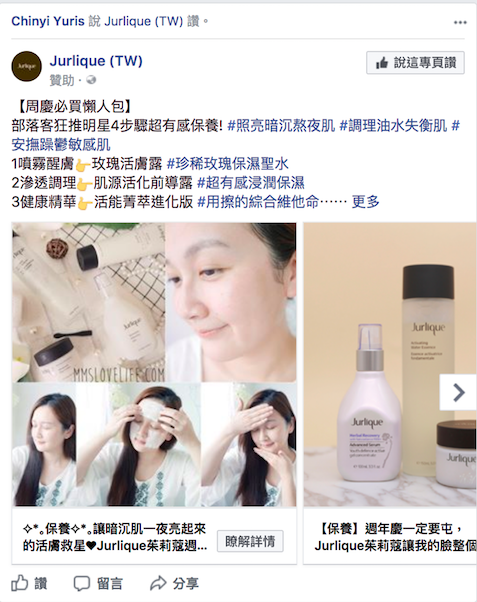 Chinyi Yuris 說 Jurlique (TW) 讚。
Jurlique
Jurlique (TW)
贊助·
說這專頁讚
【周慶必買懶人包】
部落客狂推明星4步驟超有感保養! #照亮暗沉熬夜肌 #調理油水失衡肌 #
安撫躁鬱敏感肌
1噴霧醒膚👉玫瑰活膚露 #珍稀玫瑰保濕聖水
2滲透調理👉肌源活化前導露 #超有感浸潤保濕
3健康精華👉活能菁萃進化版 #用擦的綜合維他命…… 更多
MMSLOVELIFE.COM
Jurlique
Activating
Water Essence
Jurlique
Herbal Recovery
Advanced Serum
Jurlique
✧*｡保養✧*｡讓暗沉肌一夜亮起來
的活膚救星❤Jurlique茱莉蔻週...
瞭解詳情
【保養】週年慶一定要屯，
Jurlique茱莉蔻讓我的臉整個
讚
留言
分享